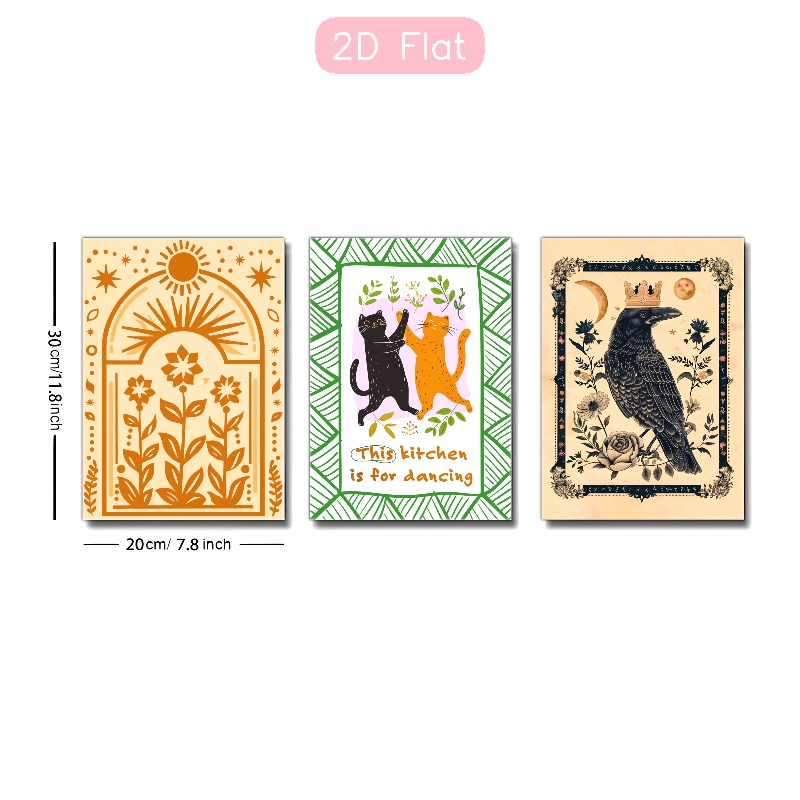 2D Flat
30cm/11.8inch
This kitchen
is for dancing
20cm/ 7.8 inch